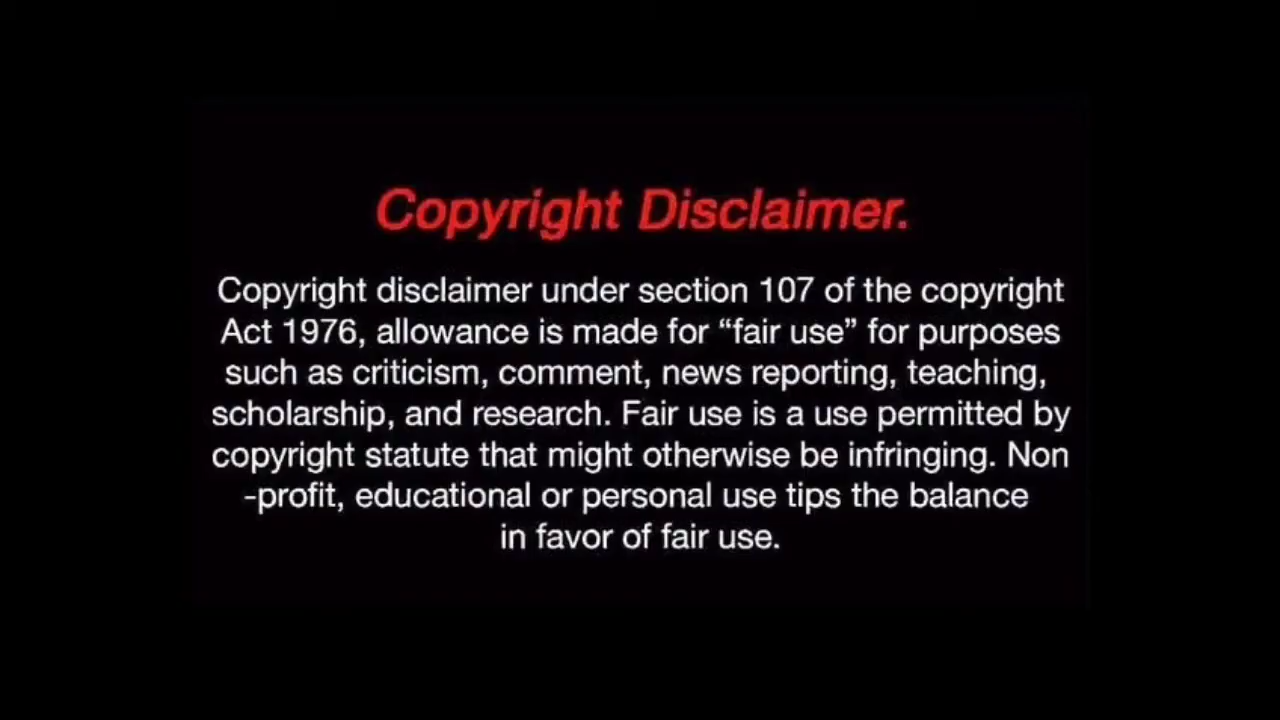 Copyright Disclaimer.
Copyright disclaimer under section 107 of the copyright
Act 1976, allowance is made for “fair use” for purposes
such as criticism, comment, news reporting, teaching,
scholarship, and research. Fair use is a use permitted by
copyright statute that might otherwise be infringing. Non
-profit, educational or personal use tips the balance
in favor of fair use.